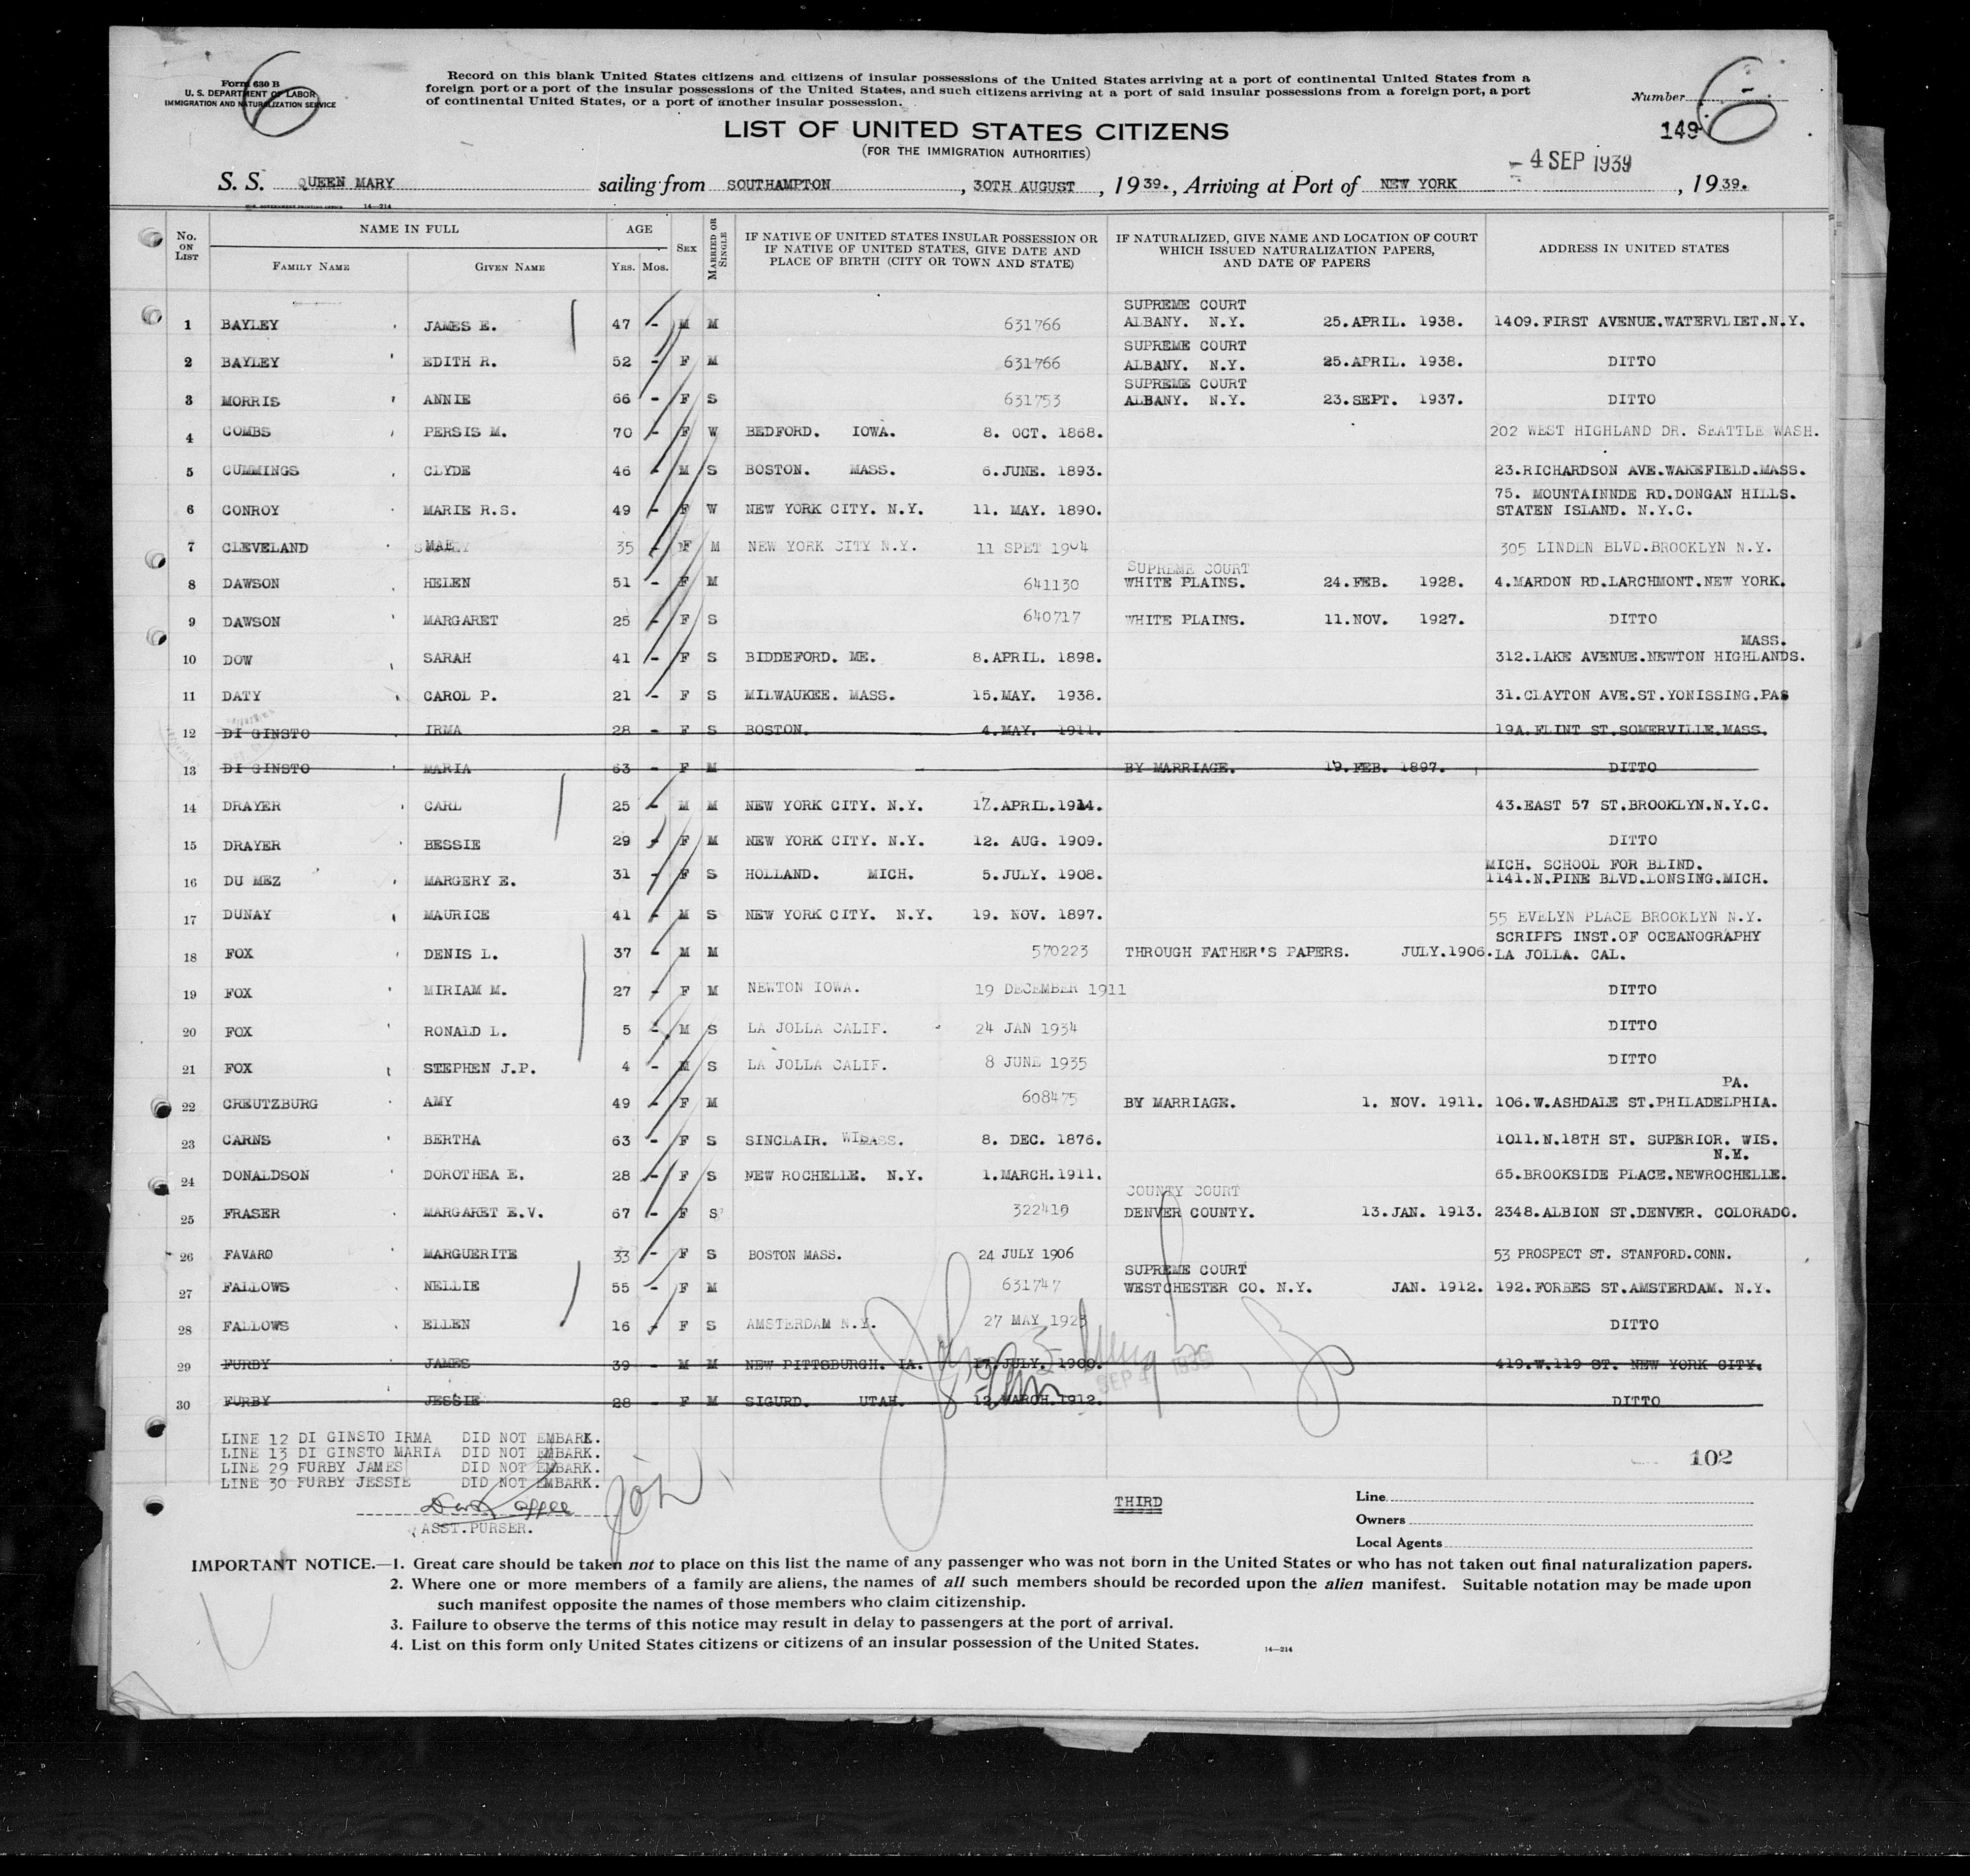 Form 630 B
U. S. DEPARTMENT OF LABOR
IMMIGRATION AND NATURALIZATION SERVICE
6
Record on this blank United States citizens and citizens of insular possessions of the United States arriving at a port of continental United States from a
foreign port or a port of the insular possessions of the United States, and such citizens arriving at a port of said insular possessions from a foreign port, a port
of continental United States, or a port of another insular possession.
Number
6
149
LIST OF UNITED STATES CITIZENS
(FOR THE IMMIGRATION AUTHORITIES)
- 4 SEP 1939
S. S. QUEEN MARY sailing from SOUTHAMPTON, 30TH AUGUST, 1939., Arriving at Port of NEW YORK, 1939.
U.S. GOVERNMENT PRINTING OFFICE 14—214
No. ON LIST NAME IN FULL AGE SEX MARRIED OR SINGLE IF NATIVE OF UNITED STATES INSULAR POSSESSION OR IF NATIVE OF UNITED STATES, GIVE DATE AND PLACE OF BIRTH (CITY OR TOWN AND STATE) IF NATURALIZED, GIVE NAME AND LOCATION OF COURT WHICH ISSUED NATURALIZATION PAPERS, AND DATE OF PAPERS ADDRESS IN UNITED STATES
FAMILY NAME GIVEN NAME YRS. MOS.
1 BAYLEY JAMES E. 47 - M M 631766 SUPREME COURT ALBANY. N.Y. 25.APRIL. 1938. 1409.FIRST AVENUE.WATERVLIET.N.Y.
2 BAYLEY EDITH R. 52 - F M 631766 SUPREME COURT ALBANY. N.Y. 25.APRIL. 1938. DITTO
3 MORRIS ANNIE 66 - F S 631753 SUPREME COURT ALBANY. N.Y. 23.SEPT. 1937. DITTO
4 COMBS PERSIS M. 70 - F W BEDFORD. IOWA. 8. OCT. 1868. 202 WEST HIGHLAND DR. SEATTLE WASH.
5 CUMMINGS CLYDE 46 - M S BOSTON. MASS. 6.JUNE. 1893. 23.RICHARDSON AVE.WAKEFIELD.MASS.
6 CONROY MARIE R.S. 49 - F W NEW YORK CITY. N.Y. 11. MAY. 1890. 75. MOUNTAINNDE RD.DONGAN HILLS. STATEN ISLAND. N.Y.C.
7 CLEVELAND MAE 35 - F M NEW YORK CITY N.Y. 11 SPET 1904 305 LINDEN BLVD.BROOKLYN N.Y.
8 DAWSON HELEN 51 - F M 641130 SUPREME COURT WHITE PLAINS. 24.FEB. 1928. 4.MARDON RD.LARCHMONT.NEW YORK.
9 DAWSON MARGARET 25 - F S 640717 WHITE PLAINS. 11.NOV. 1927. DITTO
10 DOW SARAH 41 - F S BIDDEFORD. ME. 8.APRIL. 1898. 312.LAKE AVENUE.NEWTON HIGHLANDS. MASS.
11 DATY CAROL P. 21 - F S MILWAUKEE. MASS. 15.MAY. 1938. 31.CLAYTON AVE.ST.YONISSING.PAS
12 DI GINSTO IRMA 28 - F S BOSTON. 4.MAY. 1911. 19A.FLINT ST.SOMERVILLE.MASS.
13 DI GINSTO MARIA 63 - F M BY MARRIAGE. 19.FEB. 1897. DITTO
14 DRAYER CARL 25 - M M NEW YORK CITY. N.Y. 17.APRIL.1914. 43.EAST 57 ST.BROOKLYN.N.Y.C.
15 DRAYER BESSIE 29 - F M NEW YORK CITY. N.Y. 12. AUG. 1909. DITTO
16 DU MEZ MARGERY E. 31 - F S HOLLAND. MICH. 5.JULY. 1908. MICH. SCHOOL FOR BLIND. 1141.N.PINE BLVD.LONSING.MICH.
17 DUNAY MAURICE 41 - M S NEW YORK CITY. N.Y. 19. NOV. 1897. 55 EVELYN PLACE BROOKLYN N.Y.
18 FOX DENIS L. 37 - M M 570223 THROUGH FATHER'S PAPERS. JULY.1906. SCRIPPS INST.OF OCEANOGRAPHY LA JOLLA. CAL.
19 FOX MIRIAM M. 27 - F M NEWTON IOWA. 19 DECEMBER 1911 DITTO
20 FOX RONALD L. 5 - M S LA JOLLA CALIF. 24 JAN 1934 DITTO
21 FOX STEPHEN J.P. 4 - M S LA JOLLA CALIF. 8 JUNE 1935 DITTO
22 CREUTZBURG AMY 49 - F M 608475 BY MARRIAGE. 1. NOV. 1911. 106.W.ASHDALE ST.PHILADELPHIA. PA.
23 CARNS BERTHA 63 - F S SINCLAIR. WIS. 8. DEC. 1876. 1011.N.18TH ST. SUPERIOR. WIS.
24 DONALDSON DOROTHEA E. 28 - F S NEW ROCHELLE. N.Y. 1.MARCH.1911. 65.BROOKSIDE PLACE.NEWROCHELLE. N.Y.
25 FRASER MARGARET E.V. 67 - F S 322419 COUNTY COURT DENVER COUNTY. 13.JAN. 1913. 2348.ALBION ST.DENVER. COLORADO.
26 FAVARO MARGUERITE 33 - F S BOSTON MASS. 24 JULY 1906 53 PROSPECT ST. STANFORD.CONN.
27 FALLOWS NELLIE 55 - F M 631747 SUPREME COURT WESTCHESTER CO. N.Y. JAN. 1912. 192.FORBES ST.AMSTERDAM. N.Y.
28 FALLOWS ELLEN 16 - F S AMSTERDAM N.Y. 27 MAY 1923 DITTO
29 FURBY JAMES 39 - M M NEW PITTSBURGH. IA. 17.JULY. 1900. 419.W.119 ST. NEW YORK CITY.
30 FURBY JESSIE 28 - F M SIGURD. UTAH. 12.MARCH.1912. DITTO
SEP 4 1939
LINE 12 DI GINSTO IRMA DID NOT EMBARK.
LINE 13 DI GINSTO MARIA DID NOT EMBARK.
LINE 29 FURBY JAMES DID NOT EMBARK.
LINE 30 FURBY JESSIE DID NOT EMBARK.
102
ASST.PURSER.
THIRD
Line
Owners
Local Agents
IMPORTANT NOTICE.—1. Great care should be taken not to place on this list the name of any passenger who was not born in the United States or who has not taken out final naturalization papers.
2. Where one or more members of a family are aliens, the names of all such members should be recorded upon the alien manifest. Suitable notation may be made upon
such manifest opposite the names of those members who claim citizenship.
3. Failure to observe the terms of this notice may result in delay to passengers at the port of arrival.
4. List on this form only United States citizens or citizens of an insular possession of the United States.
14—214